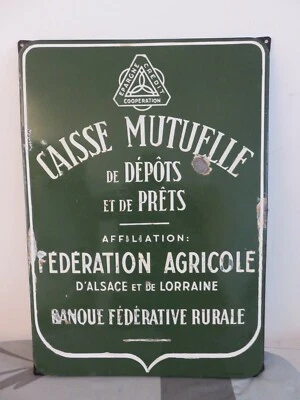 EPARGNE CREDIT
COOPERATION
CAISSE MUTUELLE
DE DÉPÔTS
ET DE PRÊTS
AFFILIATION:
FÉDÉRATION AGRICOLE
D'ALSACE ET DE LORRAINE
BANQUE FÉDÉRATIVE RURALE